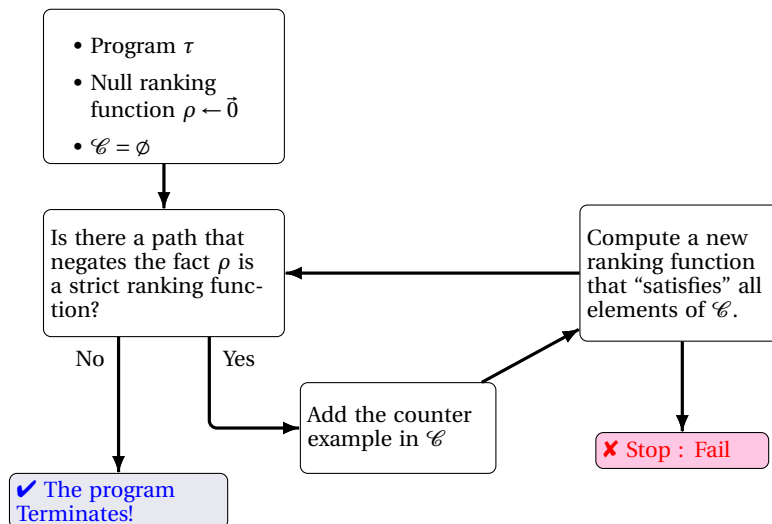 • Program τ
• Null ranking
function ρ ← 0⃗
• 𝒞 = ∅
Is there a path that
negates the fact ρ is
a strict ranking func-
tion?
Compute a new
ranking function
that “satisfies” all
elements of 𝒞.
No
Yes
Add the counter
example in 𝒞
✘ Stop : Fail
✔ The program
Terminates!